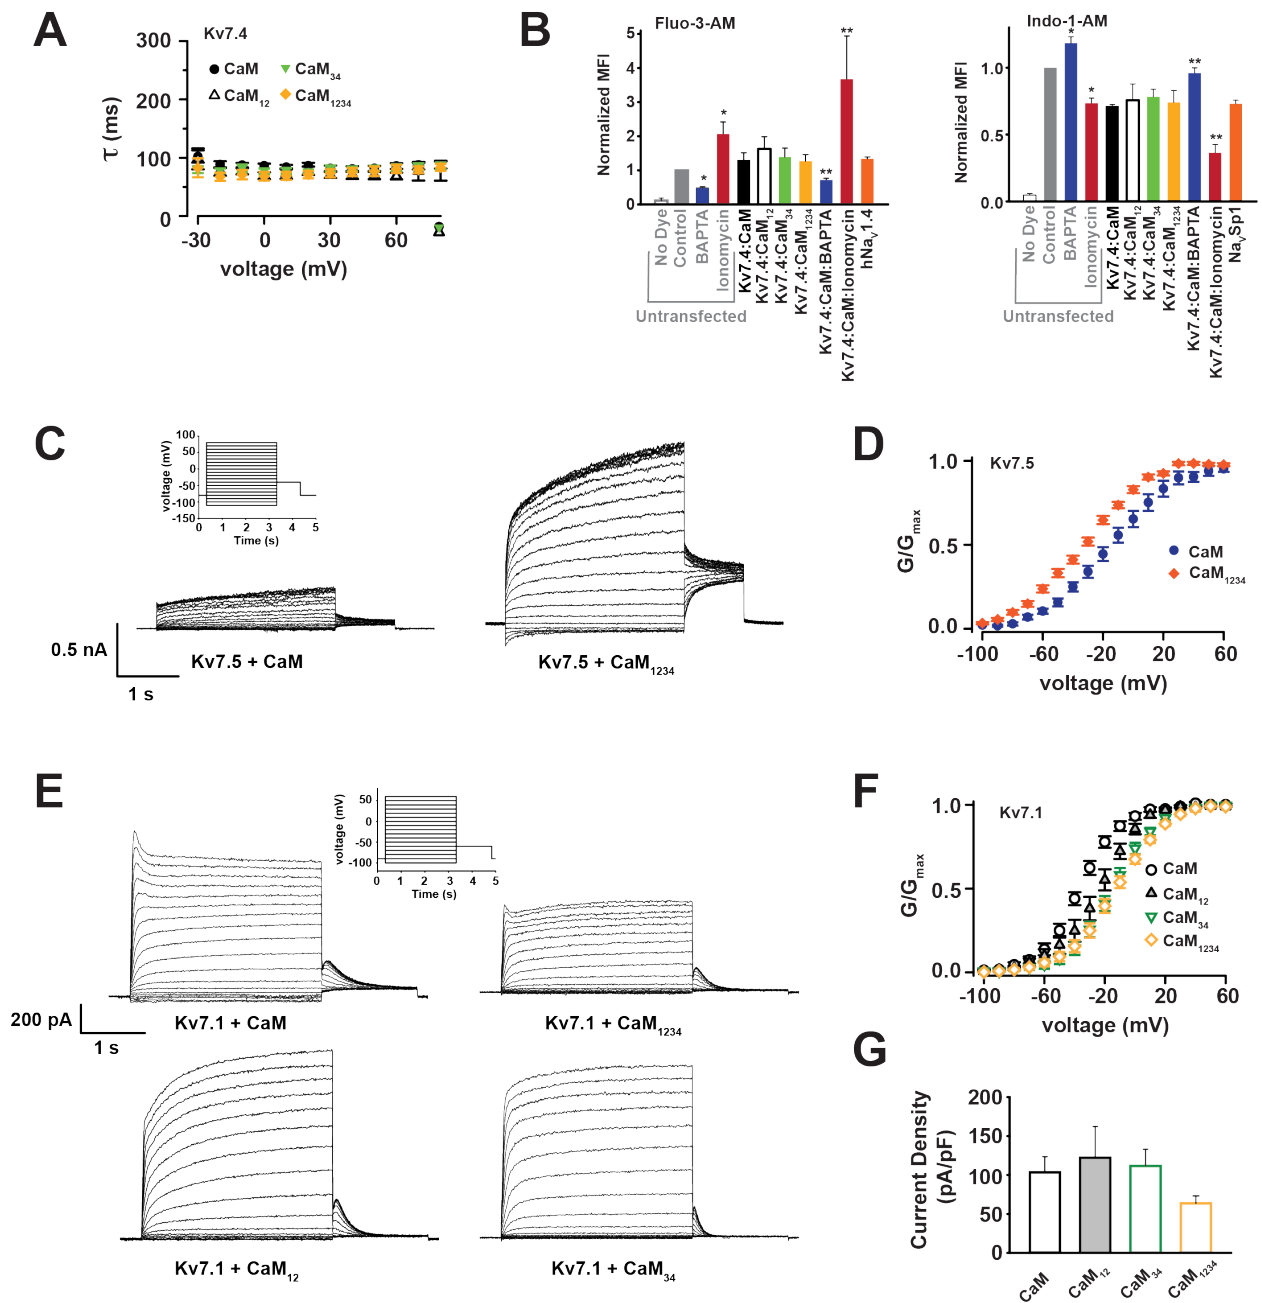 A
Kv7.4
CaM
CaM12
CaM34
CaM1234
τ (ms)
300
200
100
0
-30
0
30
60
voltage (mV)
B
Fluo-3-AM
Normalized MFI
5
4
3
2
1
0
*
*
**
**
No Dye
Control
BAPTA
Ionomycin
Kv7.4:CaM
Kv7.4:CaM12
Kv7.4:CaM34
Kv7.4:CaM1234
Kv7.4:CaM:BAPTA
Kv7.4:CaM:Ionomycin
hNaV1.4
Untransfected
Indo-1-AM
Normalized MFI
1.0
0.5
0.0
*
*
**
**
No Dye
Control
BAPTA
Ionomycin
Kv7.4:CaM
Kv7.4:CaM12
Kv7.4:CaM34
Kv7.4:CaM1234
Kv7.4:CaM:BAPTA
Kv7.4:CaM:Ionomycin
NaVSp1
Untransfected
C
voltage (mV)
100
50
0
-50
-100
-150
0
1
2
3
4
5
Time (s)
0.5 nA
1 s
Kv7.5 + CaM
Kv7.5 + CaM1234
D
Kv7.5
G/Gmax
1.0
0.5
0.0
CaM
CaM1234
-100
-60
-20
20
60
voltage (mV)
E
voltage (mV)
50
0
-50
-100
0
1
2
3
4
5
Time (s)
200 pA
1 s
Kv7.1 + CaM
Kv7.1 + CaM1234
Kv7.1 + CaM12
Kv7.1 + CaM34
F
Kv7.1
G/Gmax
1.0
0.5
0.0
CaM
CaM12
CaM34
CaM1234
-100
-60
-20
20
60
voltage (mV)
G
Current Density
(pA/pF)
200
150
100
50
0
CaM
CaM12
CaM34
CaM1234